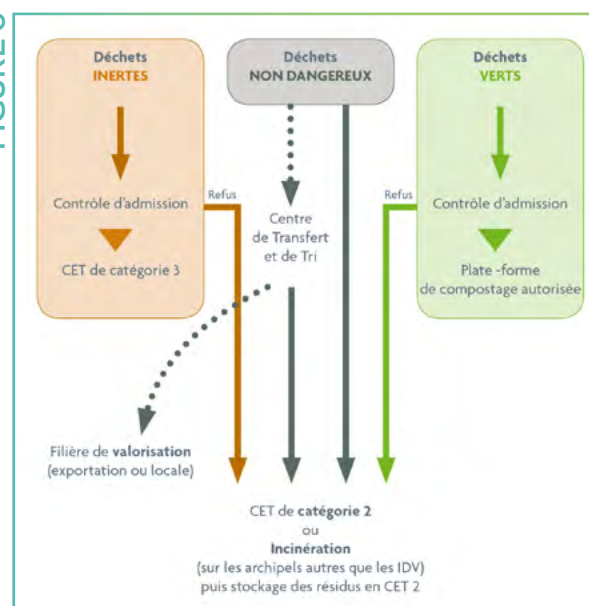 Déchets
INERTES
Contrôle d'admission
CET de catégorie 3
Refus
Déchets
NON DANGEREUX
Centre
de Transfert
et de Tri
Refus
Déchets
VERTS
Contrôle d'admission
Plate -forme
de compostage autorisée
Filière de valorisation
(exportation ou locale)
CET de catégorie 2
ou
Incinération
(sur les archipels autres que les IDV)
puis stockage des résidus en CET 2